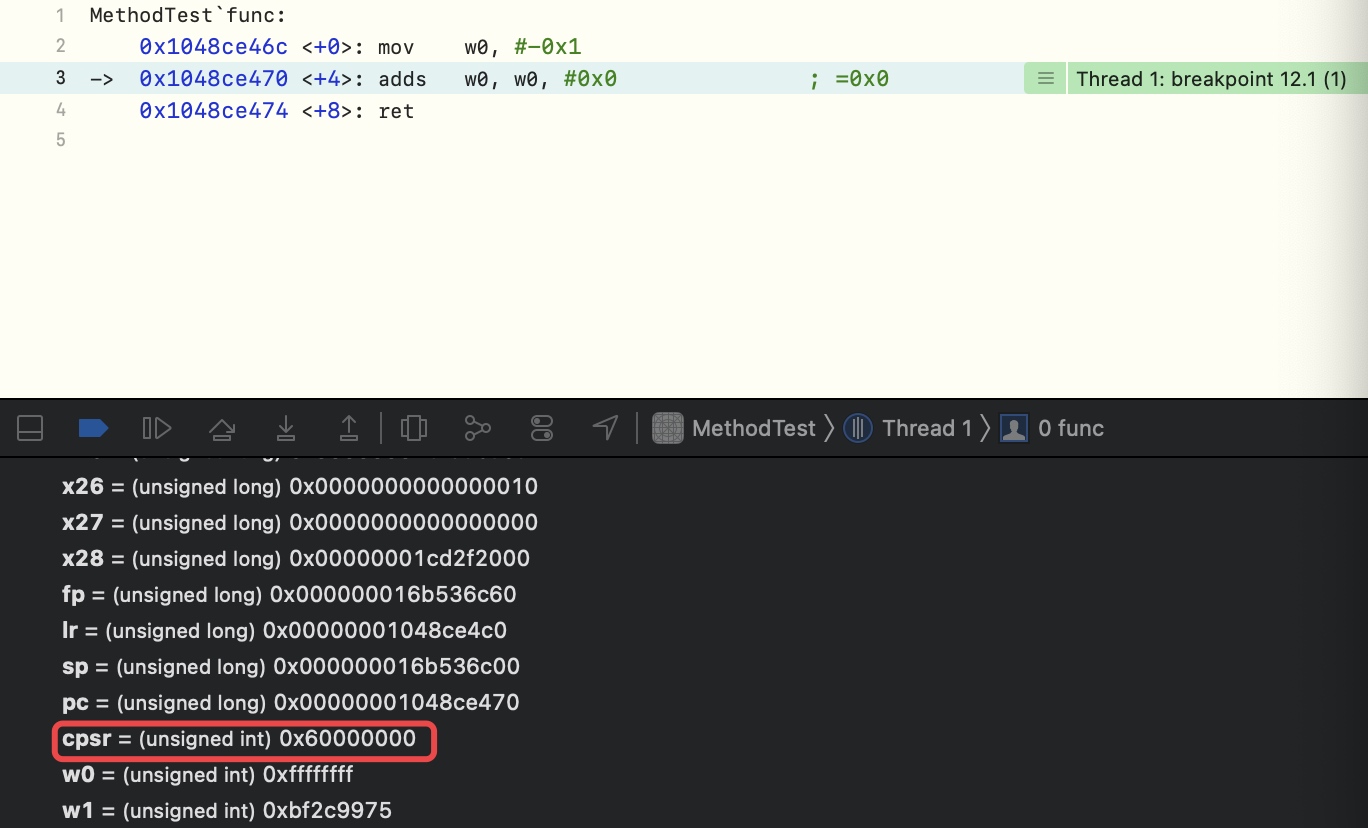 1 MethodTest`func:
2 0x1048ce46c <+0>: mov w0, #-0x1
3 -> 0x1048ce470 <+4>: adds w0, w0, #0x0 ; =0x0 Thread 1: breakpoint 12.1 (1)
4 0x1048ce474 <+8>: ret
5
MethodTest 〉 Thread 1 〉 0 func
x26 = (unsigned long) 0x0000000000000010
x27 = (unsigned long) 0x0000000000000000
x28 = (unsigned long) 0x00000001cd2f2000
fp = (unsigned long) 0x000000016b536c60
lr = (unsigned long) 0x00000001048ce4c0
sp = (unsigned long) 0x000000016b536c00
pc = (unsigned long) 0x00000001048ce470
cpsr = (unsigned int) 0x60000000
w0 = (unsigned int) 0xffffffff
w1 = (unsigned int) 0xbf2c9975